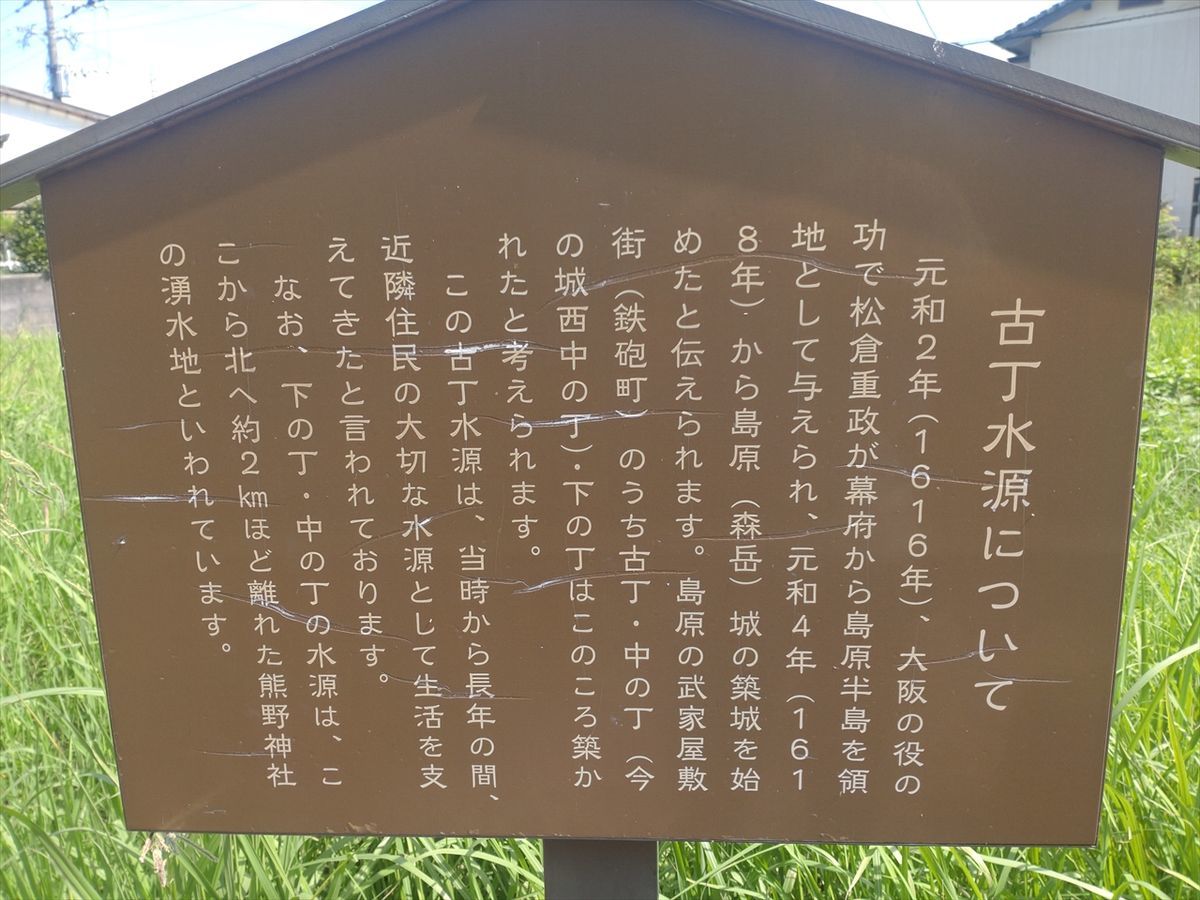 古丁水源について
元和２年（１６１６年）、大阪の役の
功で松倉重政が幕府から島原半島を領
地として与えられ、元和４年（１６１
８年）から島原（森岳）城の築城を始
めたと伝えられます。島原の武家屋敷
街（鉄砲町）のうち古丁・中の丁（今
の城西中の丁）・下の丁はこのころ築か
れたと考えられます。
この古丁水源は、当時から長年の間、
近隣住民の大切な水源として生活を支
えてきたと言われております。
なお、下の丁・中の丁の水源は、こ
こから北へ約２㎞ほど離れた熊野神社
の湧水地といわれています。